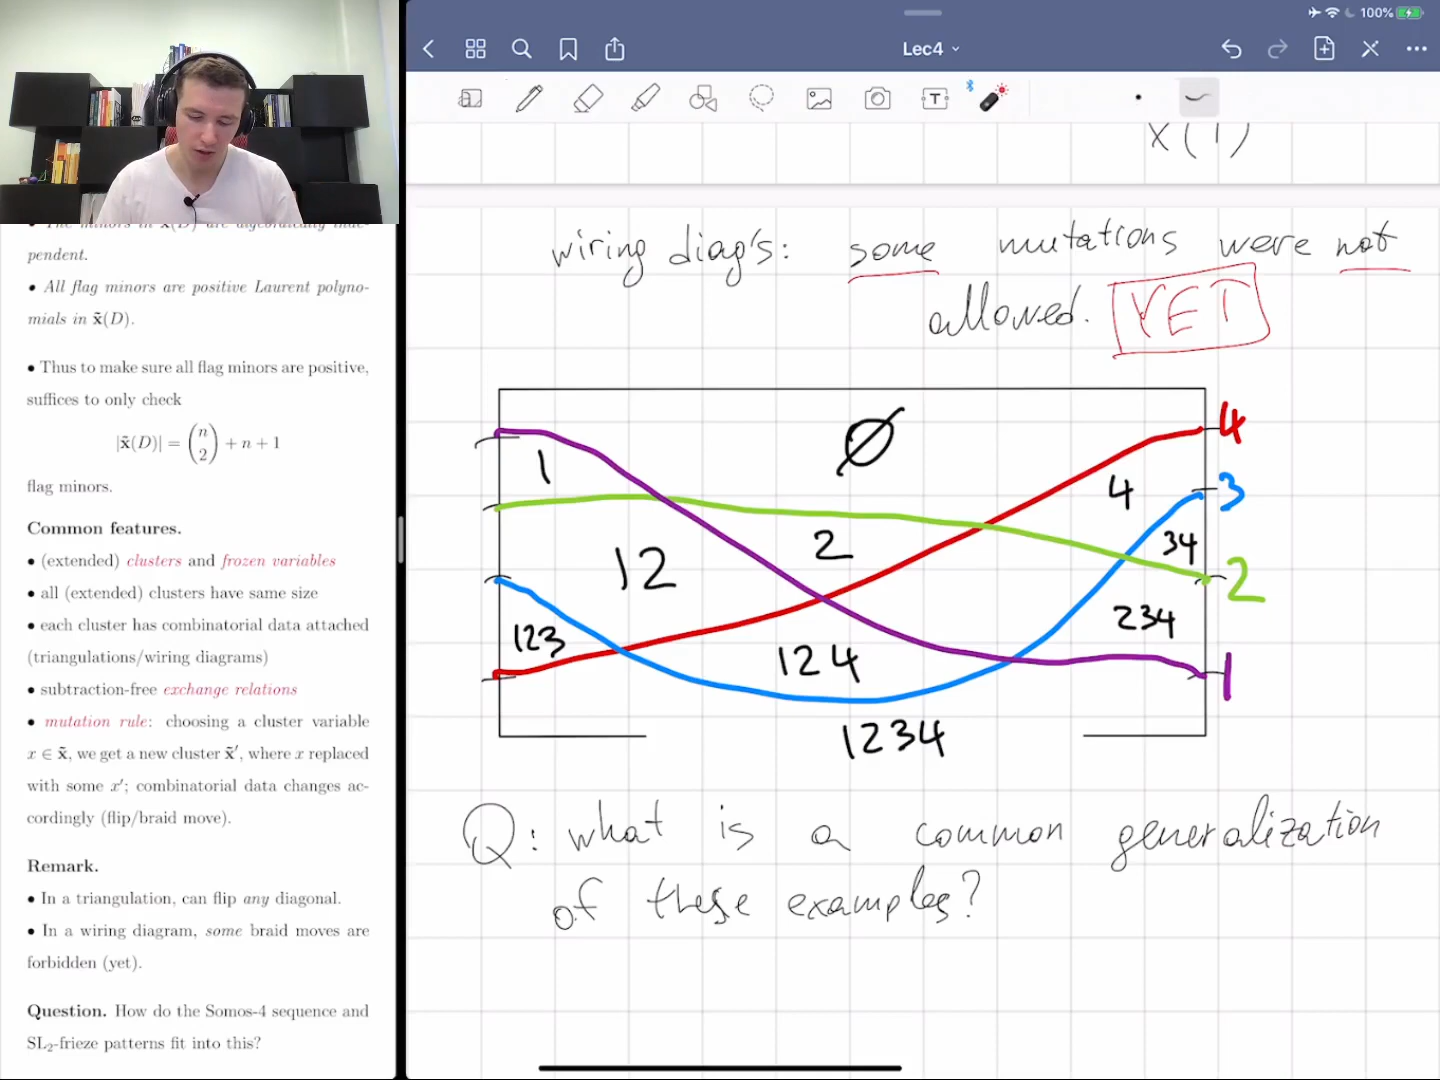 100%
Lec4
T
x(1)
pendent.
• All flag minors are positive Laurent polyno-
mials in x̃(D).
• Thus to make sure all flag minors are positive,
suffices to only check
|x̃(D)| = (n 2) + n + 1
flag minors.
Common features.
• (extended) clusters and frozen variables
• all (extended) clusters have same size
• each cluster has combinatorial data attached
(triangulations/wiring diagrams)
• subtraction-free exchange relations
• mutation rule: choosing a cluster variable
x ∈ x̃, we get a new cluster x̃′, where x replaced
with some x′; combinatorial data changes ac-
cordingly (flip/braid move).
Remark.
• In a triangulation, can flip any diagonal.
• In a wiring diagram, some braid moves are
forbidden (yet).
Question. How do the Somos-4 sequence and
SL₂-frieze patterns fit into this?
wiring diag's: some mutations were not
allowed. YET
∅
4
1
4
3
2
34
12
2
123
234
124
1
1234
Q: what is a common generalization
of these examples?